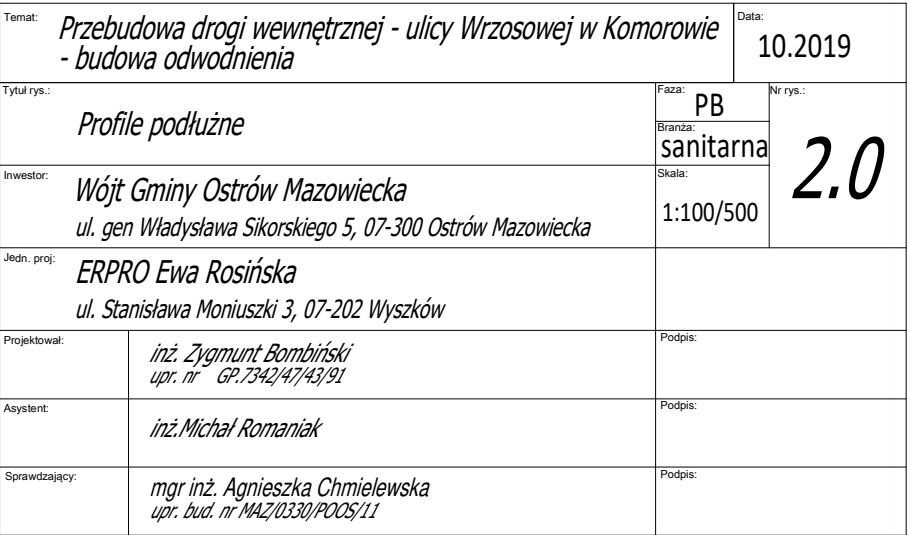 Temat:
Przebudowa drogi wewnętrznej - ulicy Wrzosowej w Komorowie
- budowa odwodnienia
Data:
10.2019
Tytuł rys.:
Profile podłużne
Faza:
PB
Branża:
sanitarna
Nr rys.:
2.0
Inwestor:
Wójt Gminy Ostrów Mazowiecka
ul. gen Władysława Sikorskiego 5, 07-300 Ostrów Mazowiecka
Skala:
1:100/500
Jedn. proj:
ERPRO Ewa Rosińska
ul. Stanisława Moniuszki 3, 07-202 Wyszków
Projektował:
inż. Zygmunt Bombiński
upr. nr GP.7342/47/43/91
Podpis:
Asystent:
inż.Michał Romaniak
Podpis:
Sprawdzający:
mgr inż. Agnieszka Chmielewska
upr. bud. nr MAZ/0330/POOS/11
Podpis: